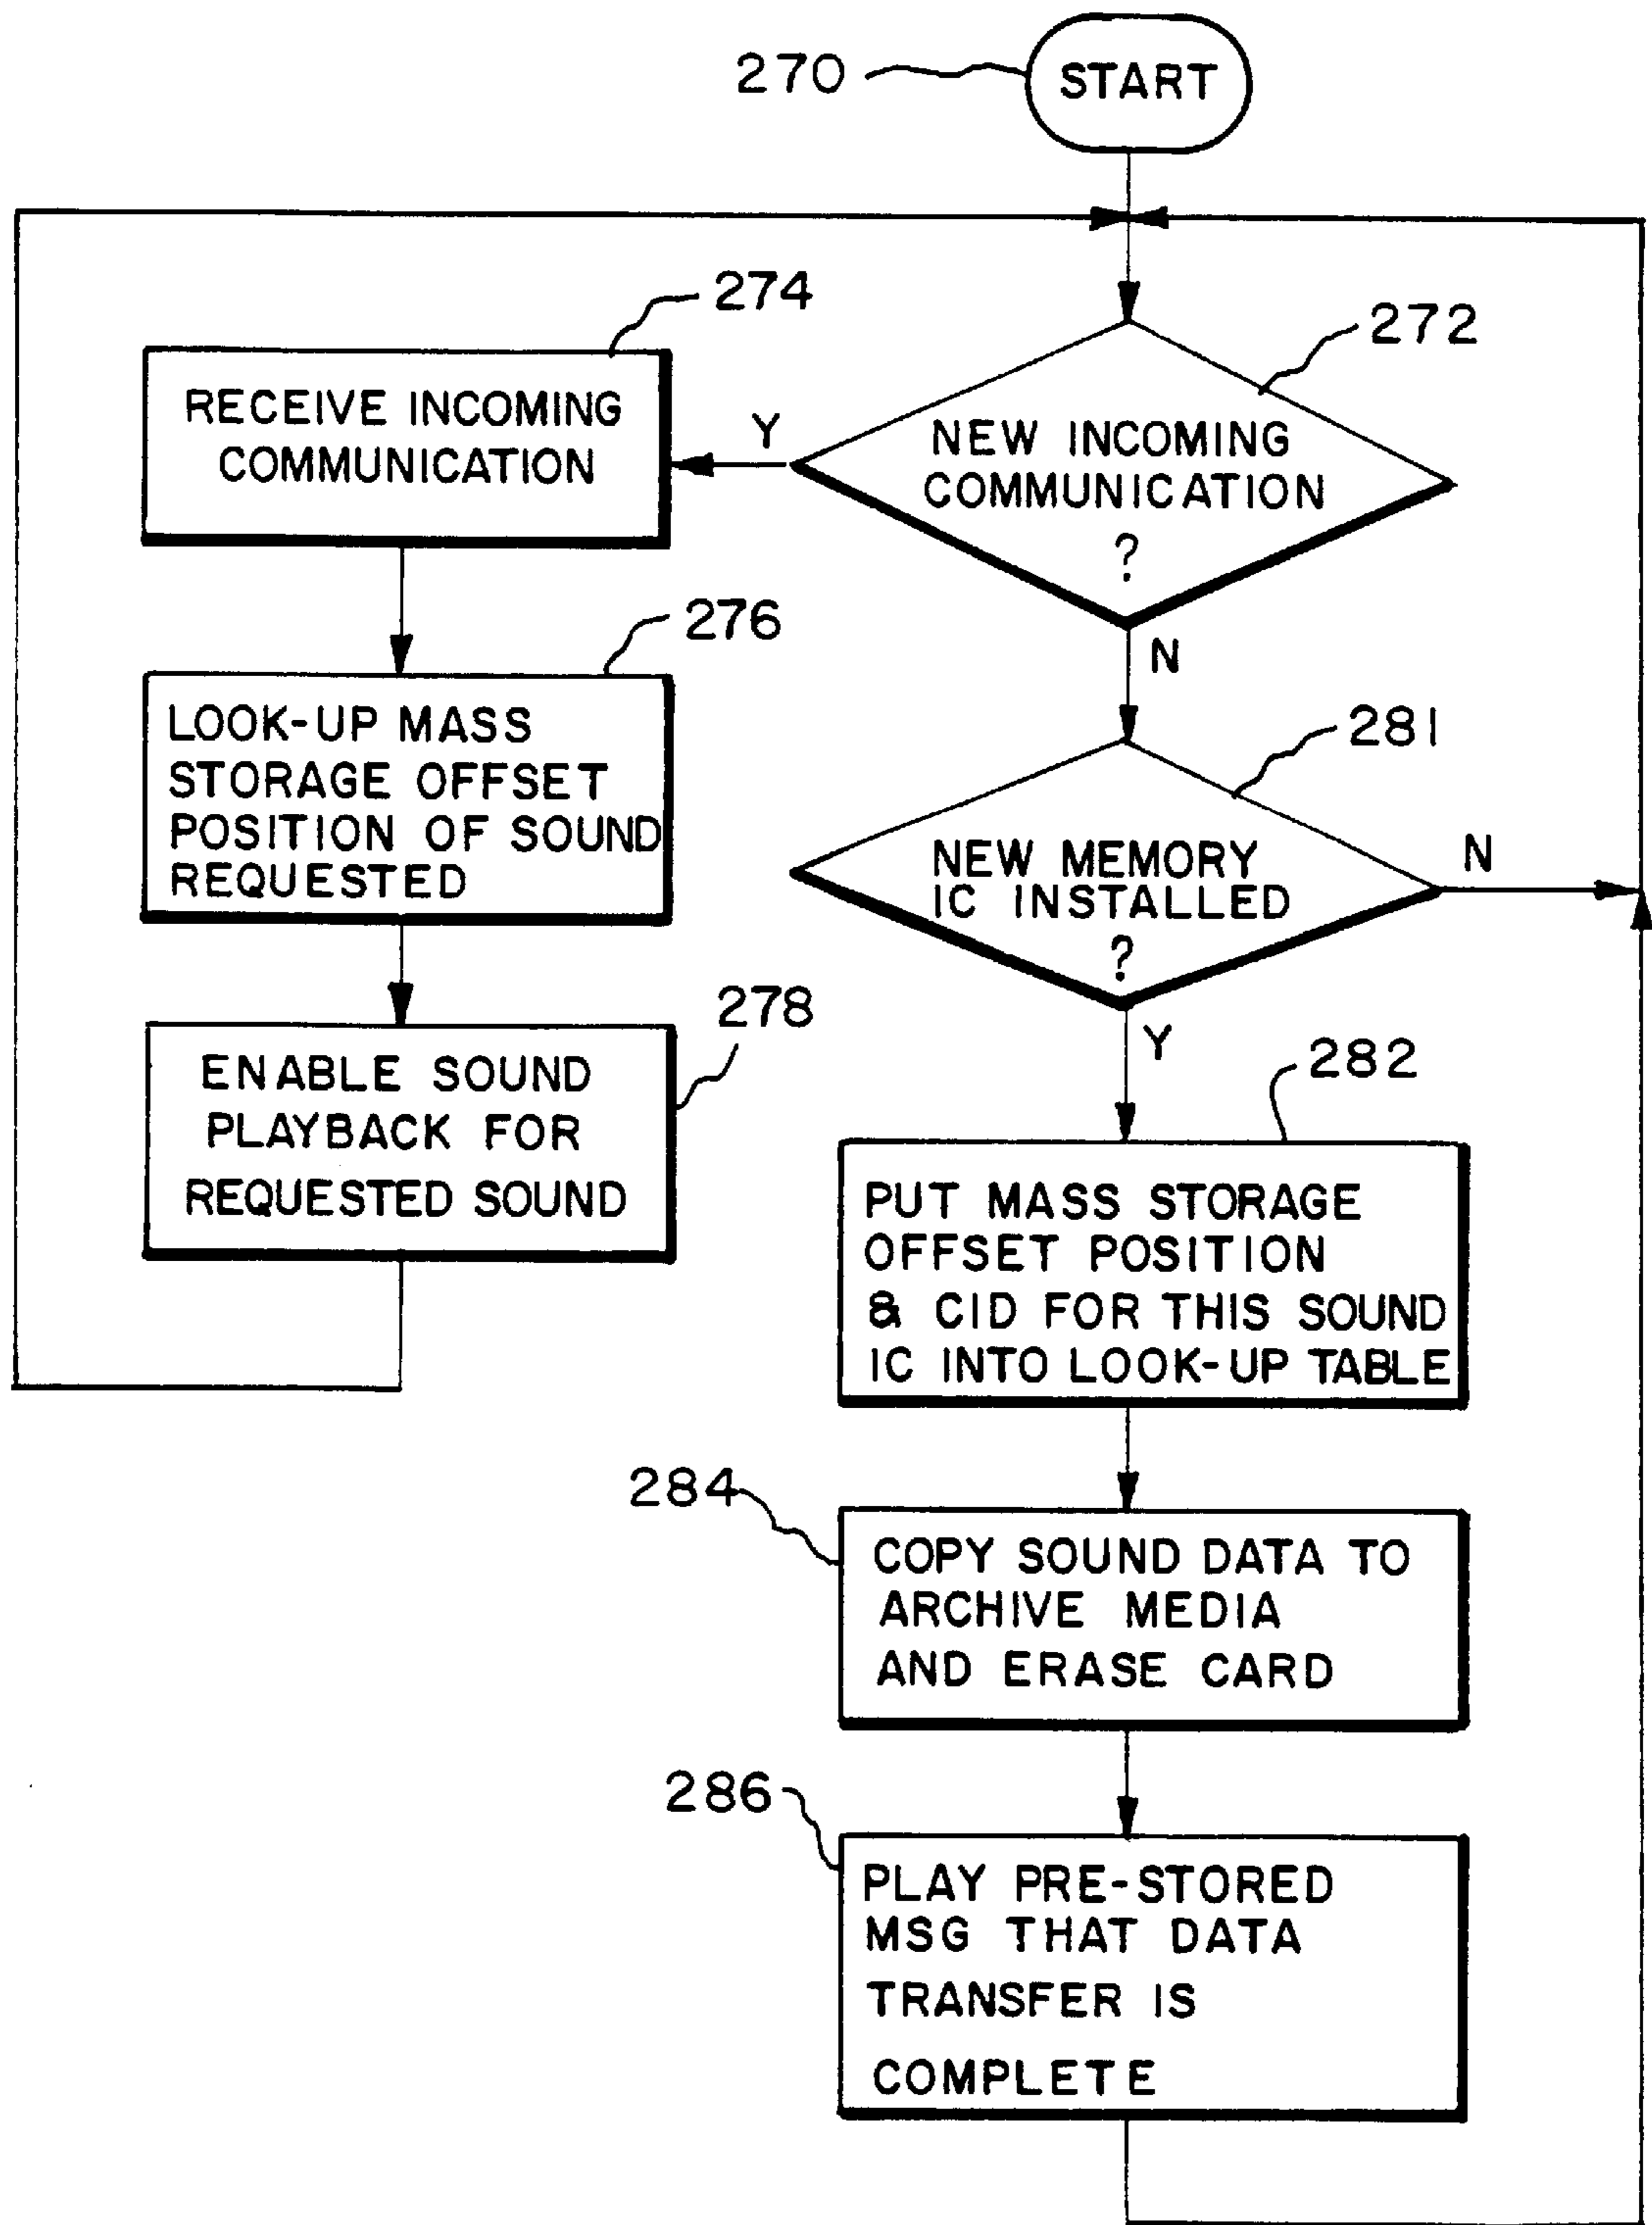 270
START
274
272
RECEIVE INCOMING
COMMUNICATION
Y
NEW INCOMING
COMMUNICATION
?
N
276
LOOK-UP MASS
STORAGE OFFSET
POSITION OF SOUND
REQUESTED
281
NEW MEMORY
IC INSTALLED
?
N
Y
278
ENABLE SOUND
PLAYBACK FOR
REQUESTED SOUND
282
PUT MASS STORAGE
OFFSET POSITION
& CID FOR THIS SOUND
IC INTO LOOK-UP TABLE
284
COPY SOUND DATA TO
ARCHIVE MEDIA
AND ERASE CARD
286
PLAY PRE-STORED
MSG THAT DATA
TRANSFER IS
COMPLETE